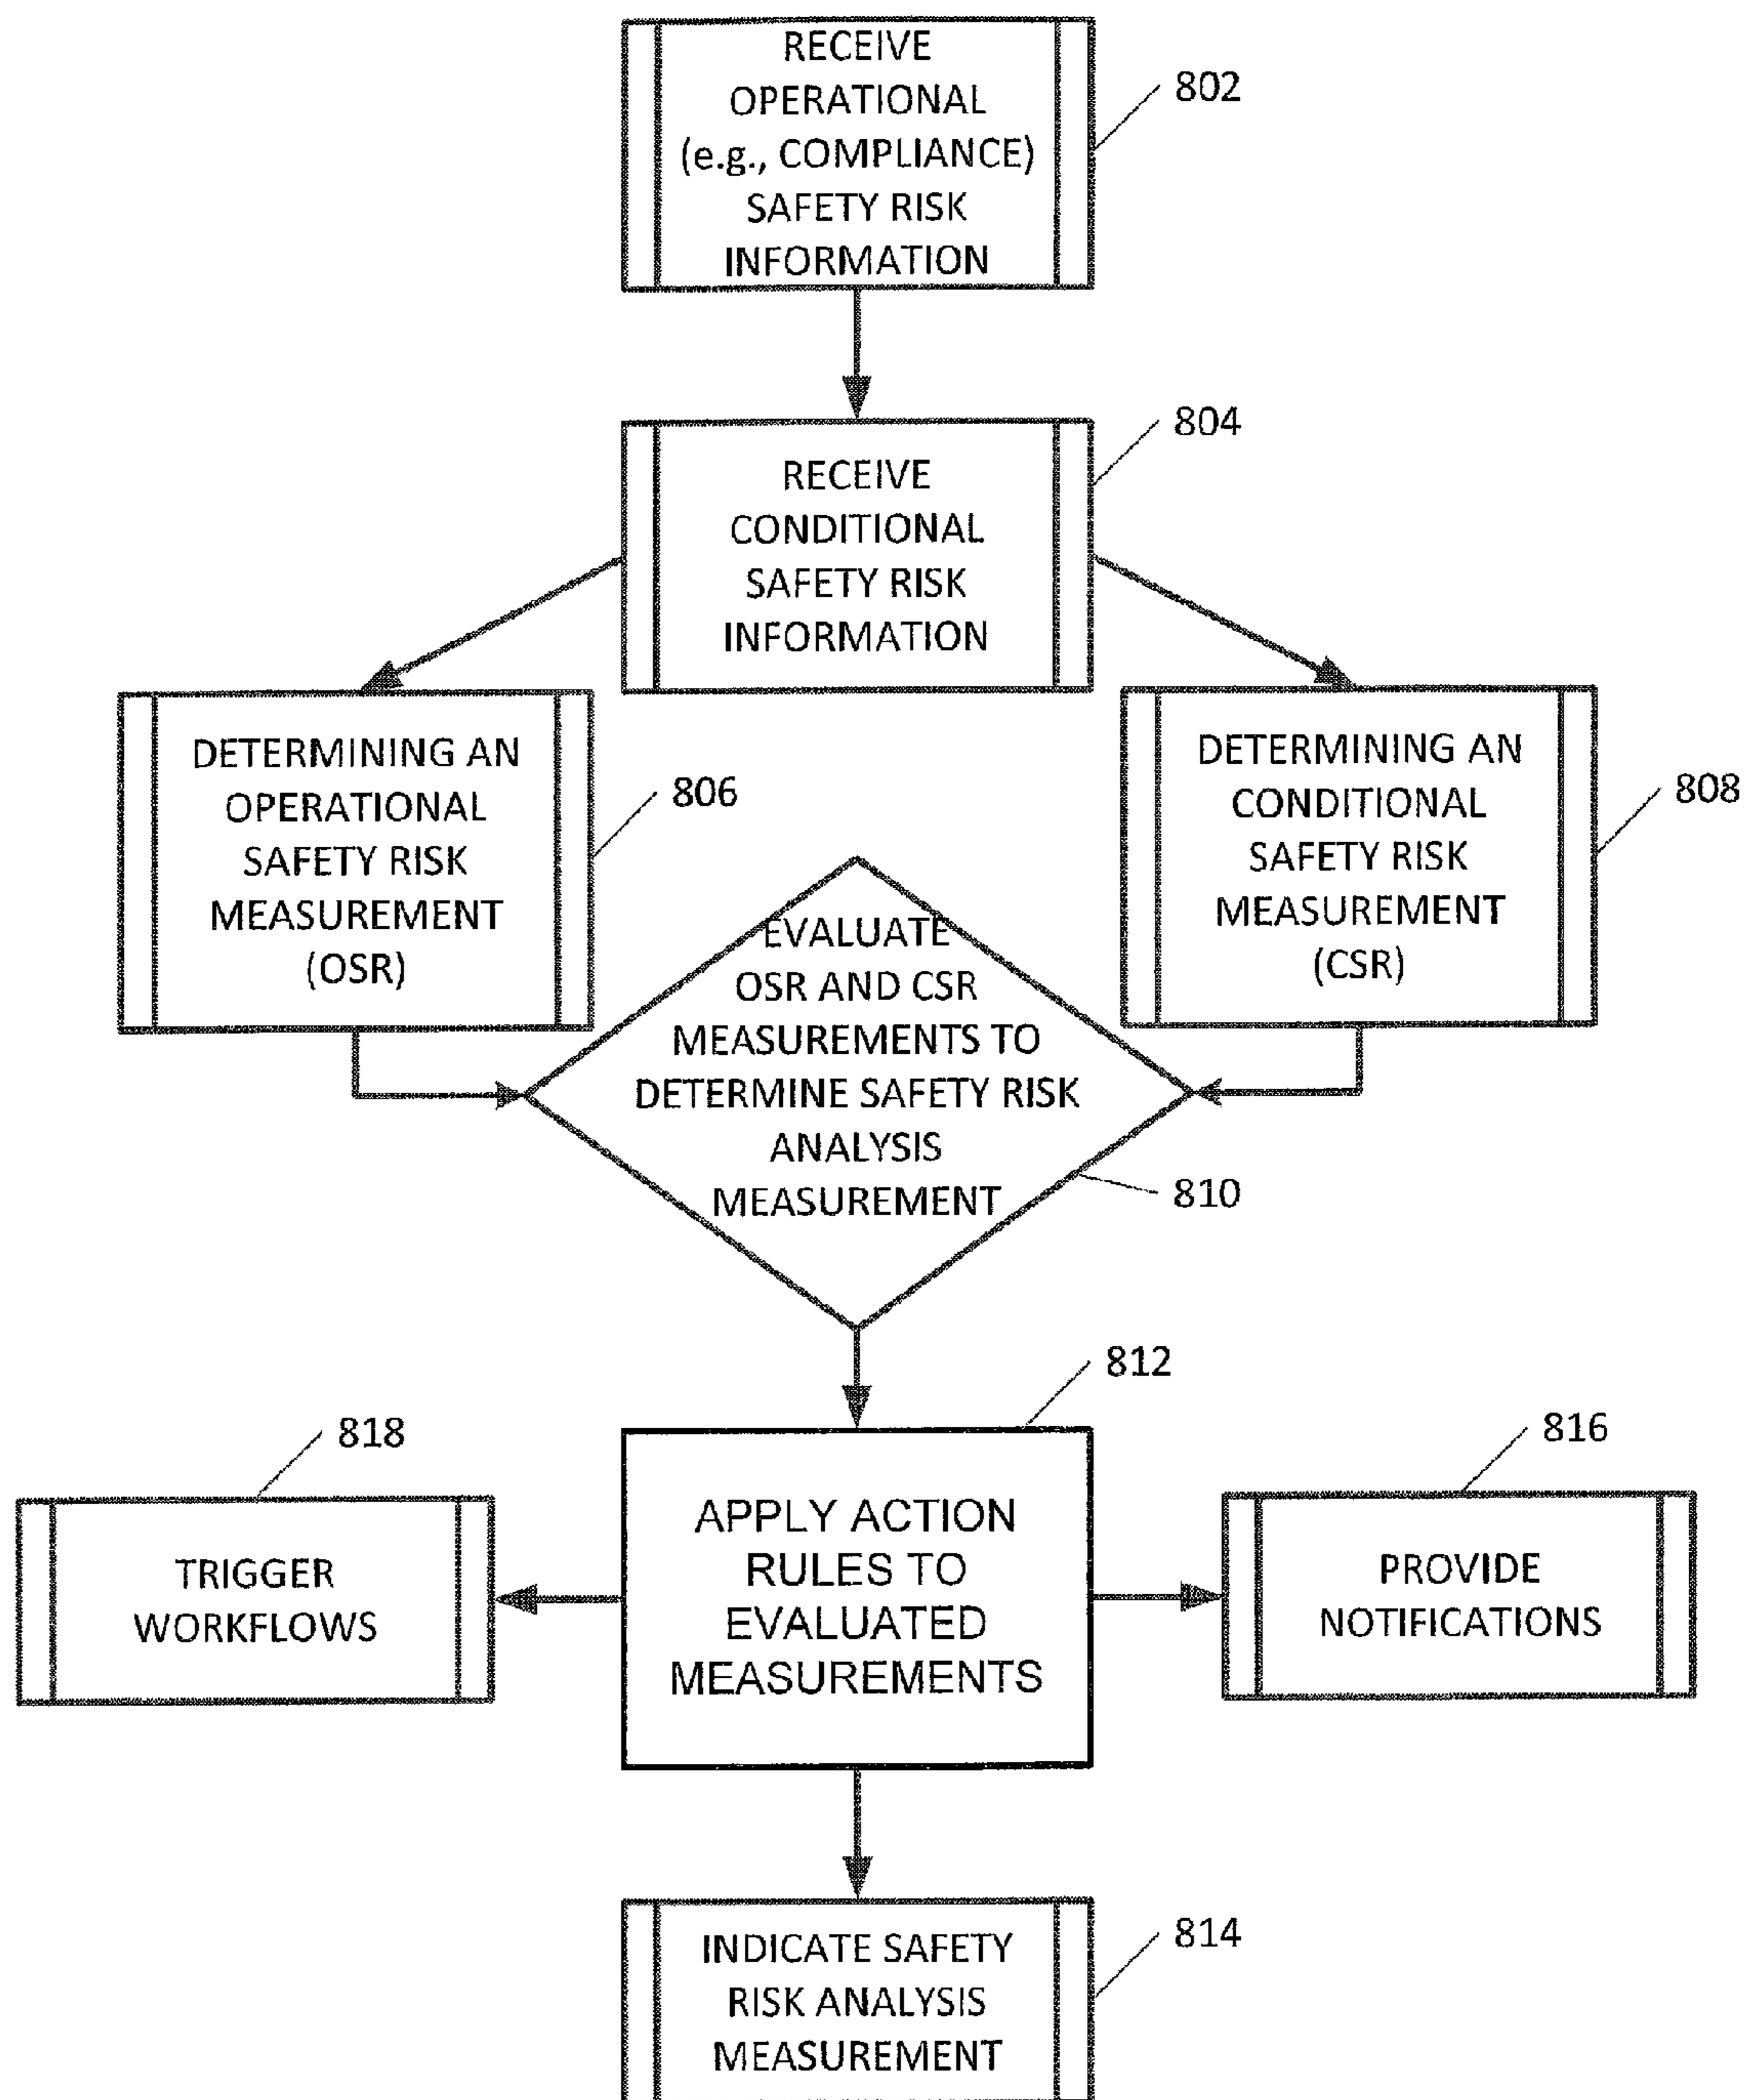 RECEIVE
OPERATIONAL
(e.g., COMPLIANCE)
SAFETY RISK
INFORMATION
802
RECEIVE
CONDITIONAL
SAFETY RISK
INFORMATION
804
DETERMINING AN
OPERATIONAL
SAFETY RISK
MEASUREMENT
(OSR)
806
DETERMINING AN
CONDITIONAL
SAFETY RISK
MEASUREMENT
(CSR)
808
EVALUATE
OSR AND CSR
MEASUREMENTS TO
DETERMINE SAFETY RISK
ANALYSIS
MEASUREMENT
810
812
APPLY ACTION
RULES TO
EVALUATED
MEASUREMENTS
818
TRIGGER
WORKFLOWS
816
PROVIDE
NOTIFICATIONS
INDICATE SAFETY
RISK ANALYSIS
MEASUREMENT
814